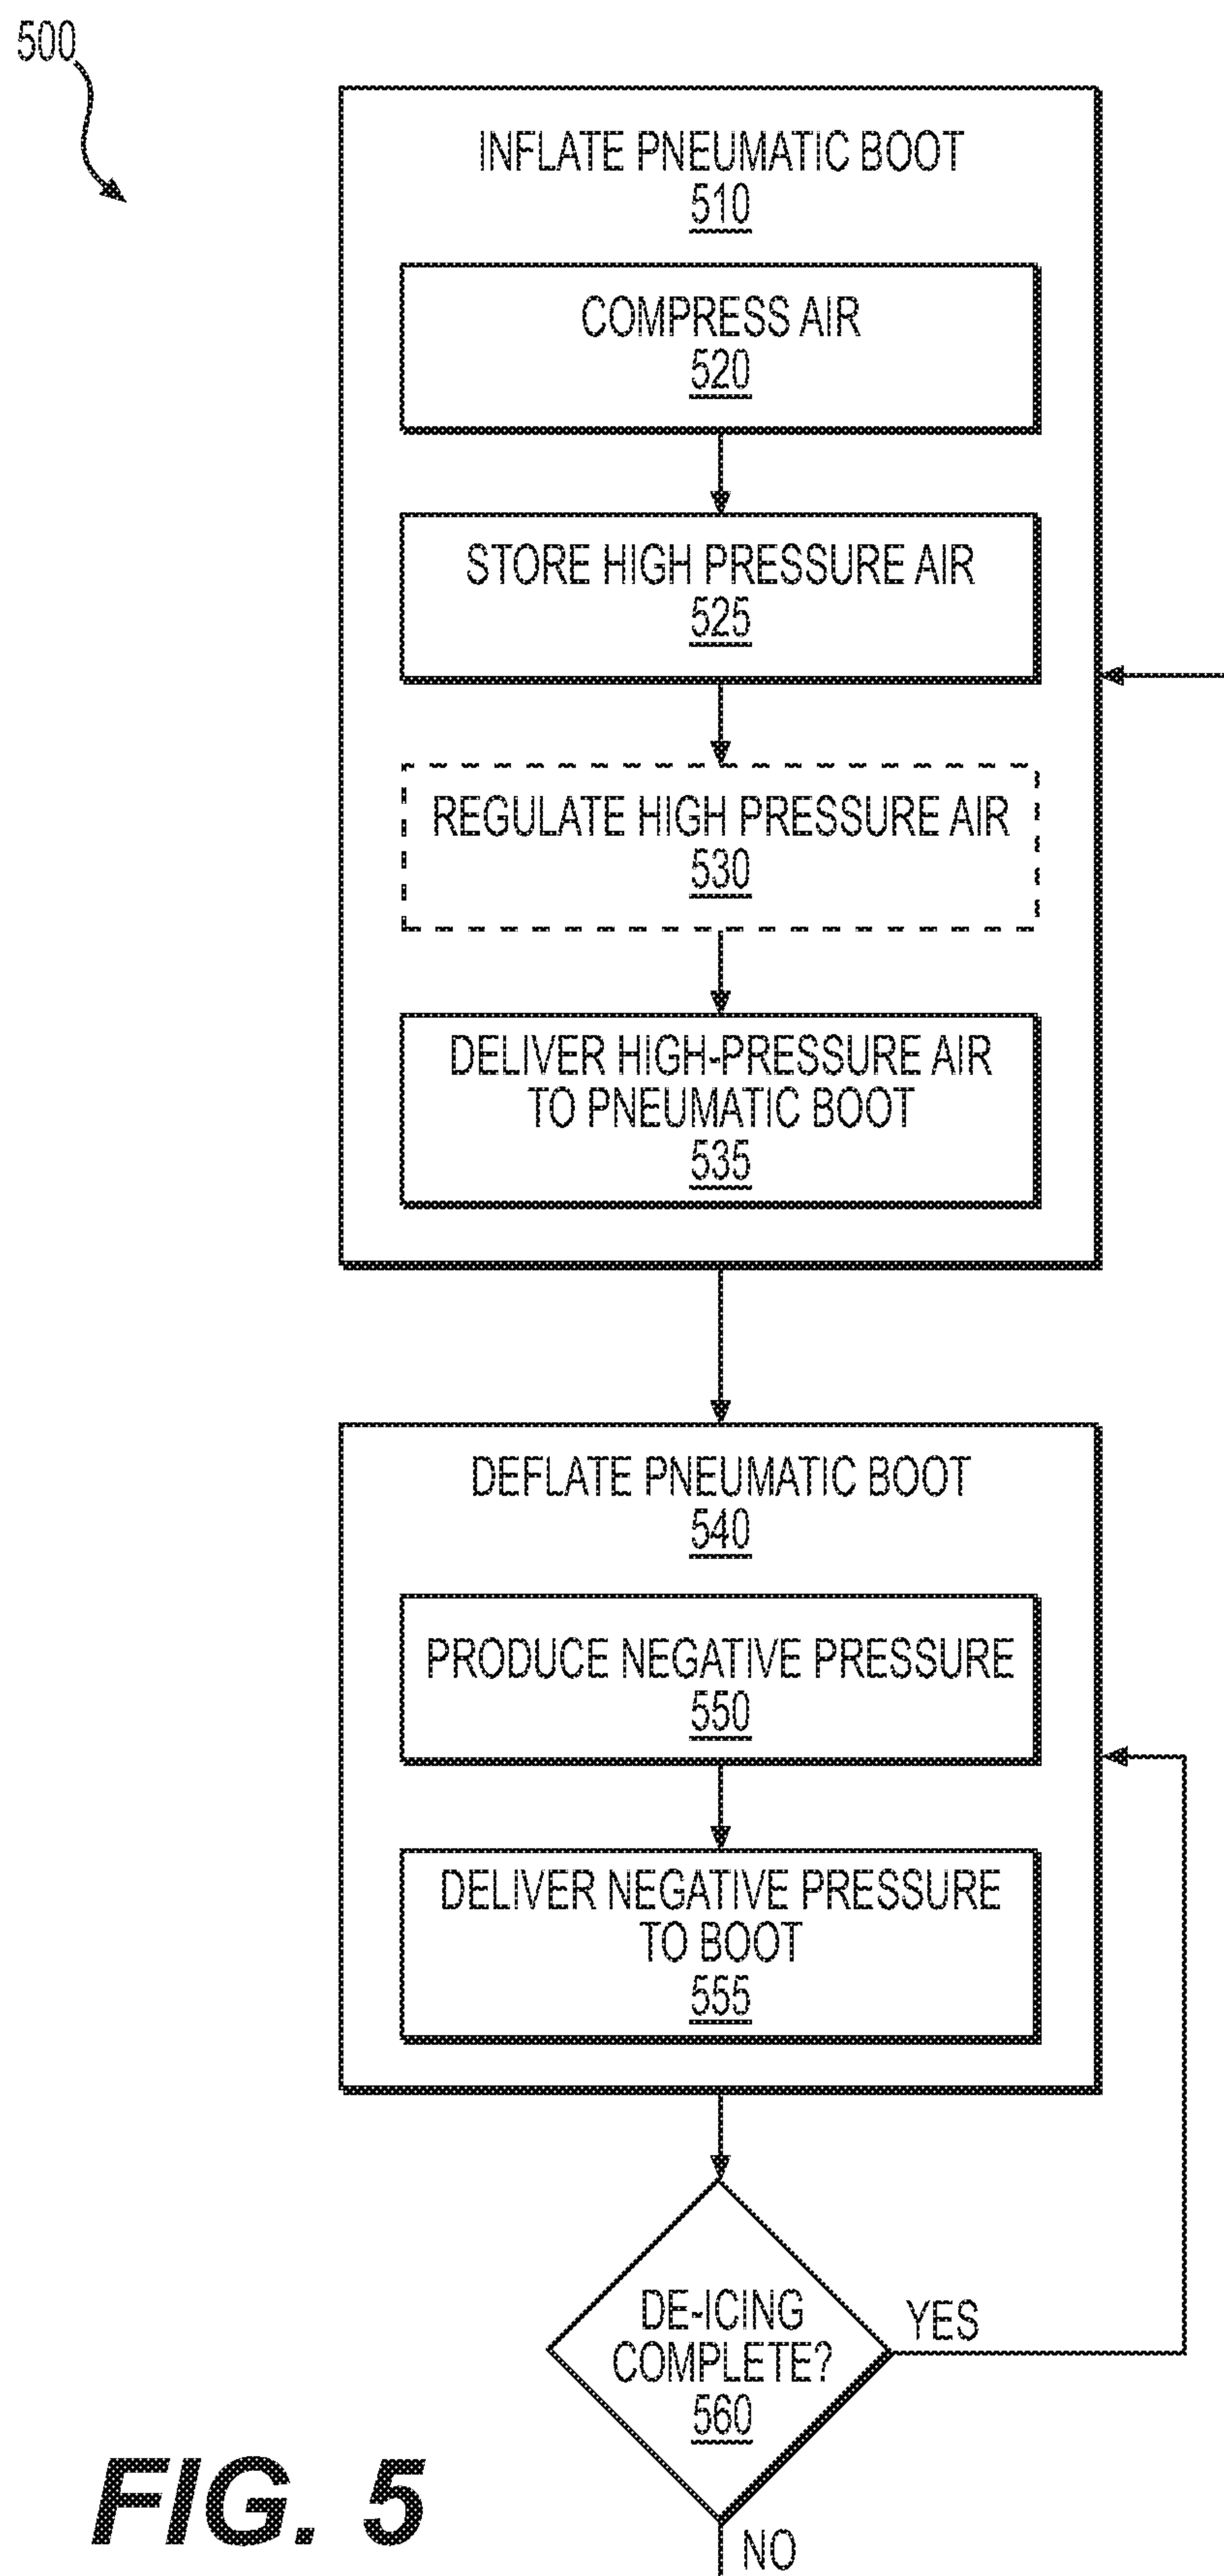 500
INFLATE PNEUMATIC BOOT
510
COMPRESS AIR
520
STORE HIGH PRESSURE AIR
525
REGULATE HIGH PRESSURE AIR
530
DELIVER HIGH-PRESSURE AIR
TO PNEUMATIC BOOT
535
DEFLATE PNEUMATIC BOOT
540
PRODUCE NEGATIVE PRESSURE
550
DELIVER NEGATIVE PRESSURE
TO BOOT
555
DE-ICING
COMPLETE?
560
YES
NO
FIG. 5